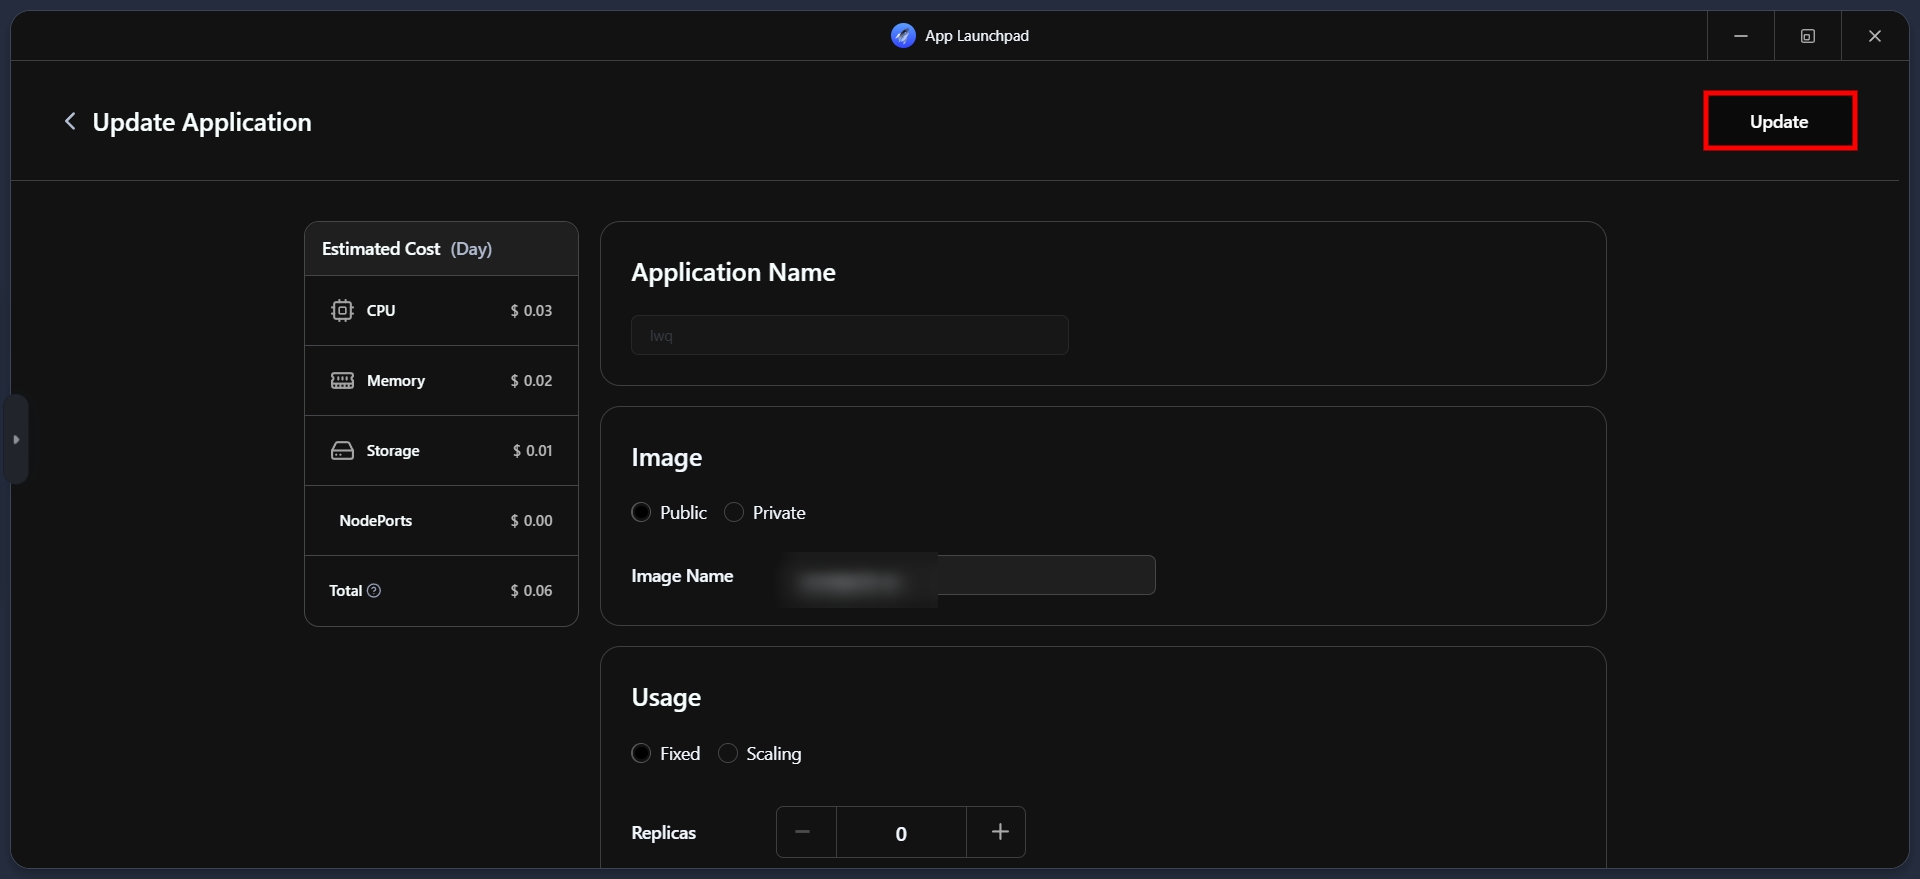 App Launchpad
Update Application
Update
Estimated Cost (Day)
CPU $ 0.03
Memory $ 0.02
Storage $ 0.01
NodePorts $ 0.00
Total $ 0.06
Application Name
lwq
Image
Public Private
Image Name
Usage
Fixed Scaling
Replicas 0